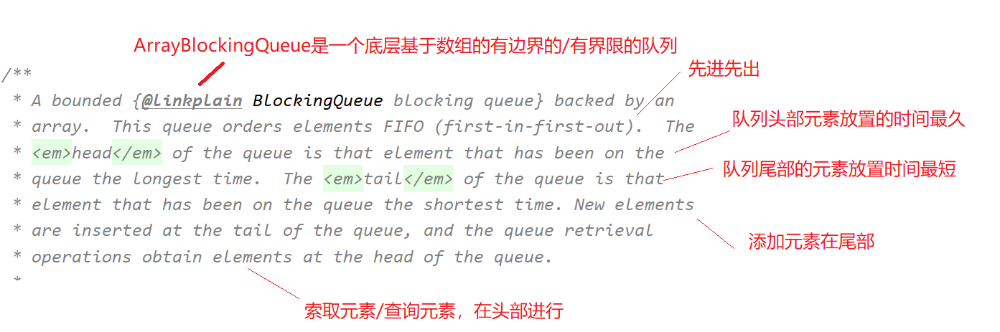 ArrayBlockingQueue是一个底层基于数组的有边界的/有界限的队列
先进先出
/**
* A bounded {@linkplain BlockingQueue blocking queue} backed by an
* array.  This queue orders elements FIFO (first-in-first-out).  The
队列头部元素放置的时间最久
* <em>head</em> of the queue is that element that has been on the
队列尾部的元素放置时间最短
* queue the longest time.  The <em>tail</em> of the queue is that
* element that has been on the queue the shortest time. New elements
* are inserted at the tail of the queue, and the queue retrieval
添加元素在尾部
* operations obtain elements at the head of the queue.
*
索取元素/查询元素，在头部进行